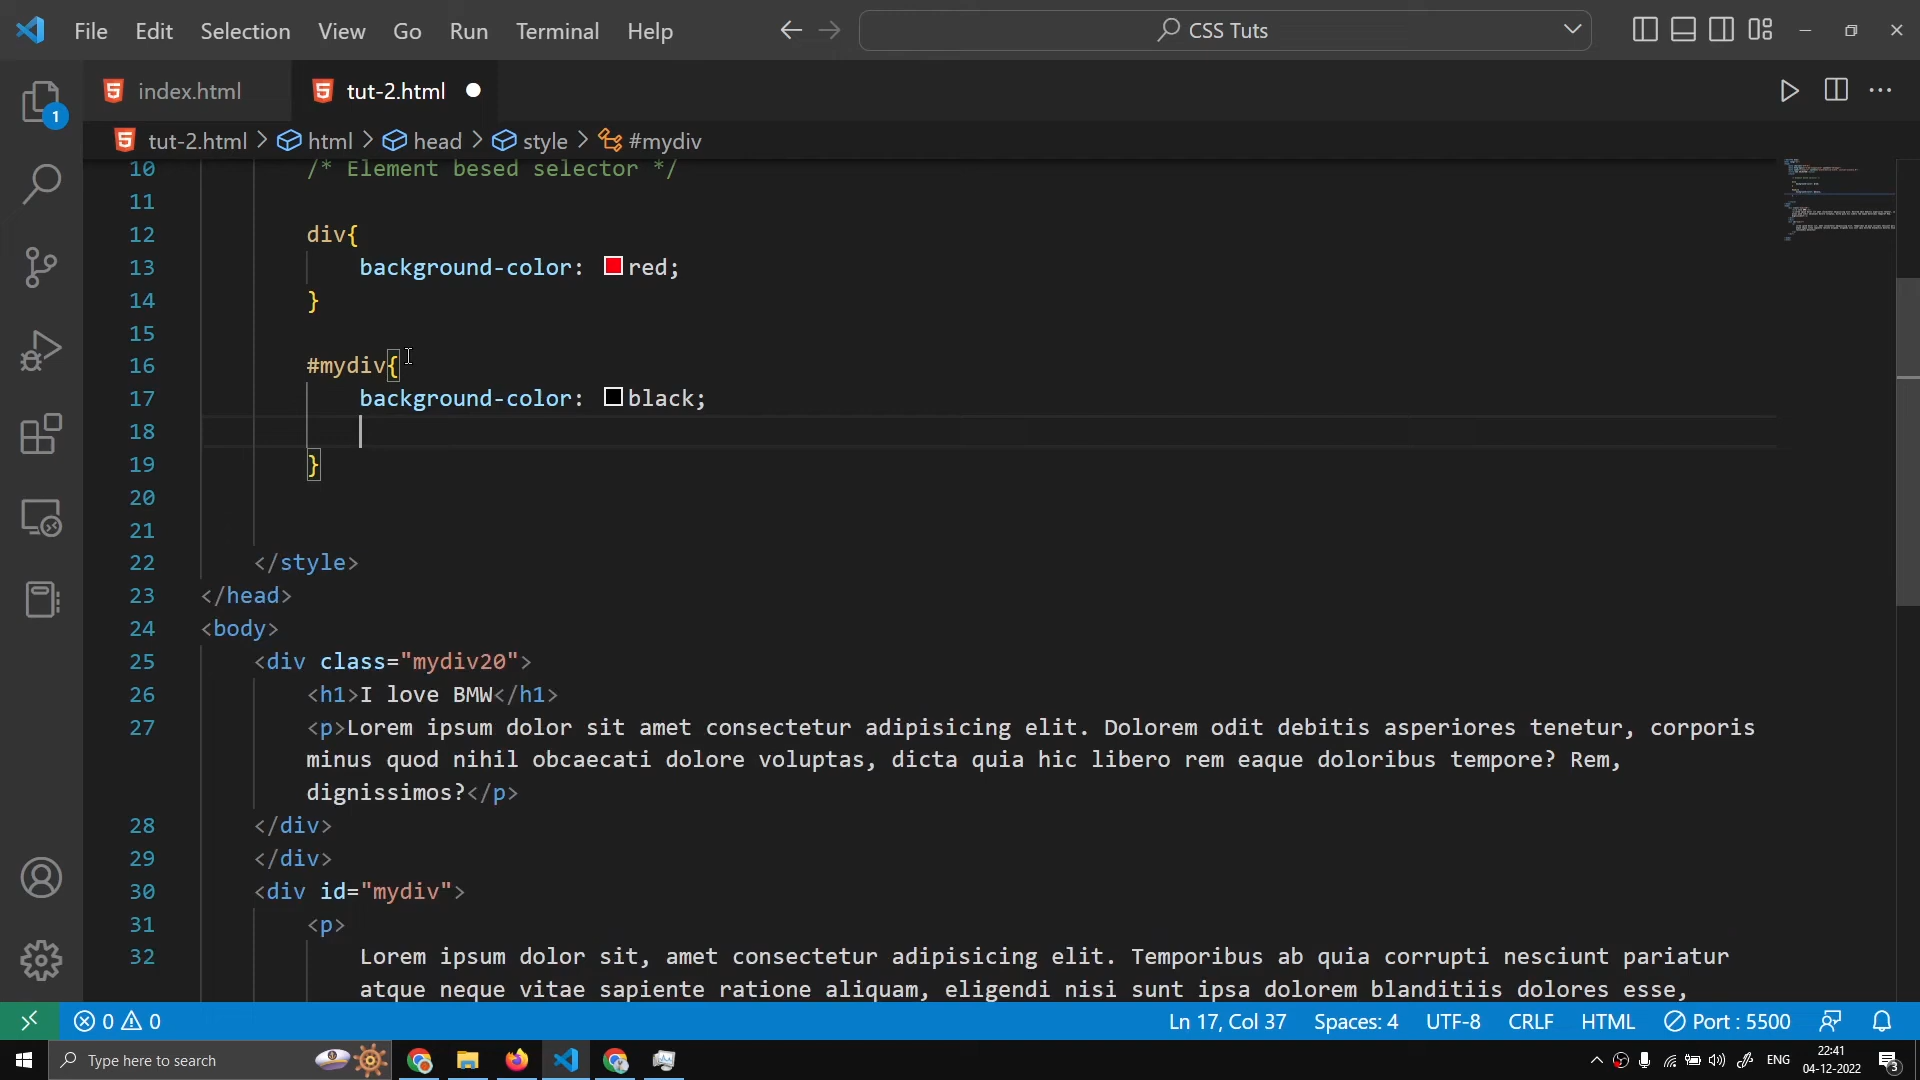 File Edit Selection View Go Run Terminal Help CSS Tuts
index.html tut-2.html
tut-2.html > html > head > style > #mydiv
10 /* Element besed selector */
11
12 div{
13 background-color: red;
14 }
15
16 #mydiv{
17 background-color: black;
18
19 }
20
21
22 </style>
23 </head>
24 <body>
25 <div class="mydiv20">
26 <h1>I love BMW</h1>
27 <p>Lorem ipsum dolor sit amet consectetur adipisicing elit. Dolorem odit debitis asperiores tenetur, corporis
minus quod nihil obcaecati dolore voluptas, dicta quia hic libero rem eaque doloribus tempore? Rem,
dignissimos?</p>
28 </div>
29 </div>
30 <div id="mydiv">
31 <p>
32 Lorem ipsum dolor sit, amet consectetur adipisicing elit. Temporibus ab quia corrupti nesciunt pariatur
atque neque vitae sapiente ratione aliquam, eligendi nisi sunt ipsa dolorem blanditiis dolores esse,
1
0 0 Ln 17, Col 37 Spaces: 4 UTF-8 CRLF HTML Port : 5500
Type here to search ENG 22:41
04-12-2022 3